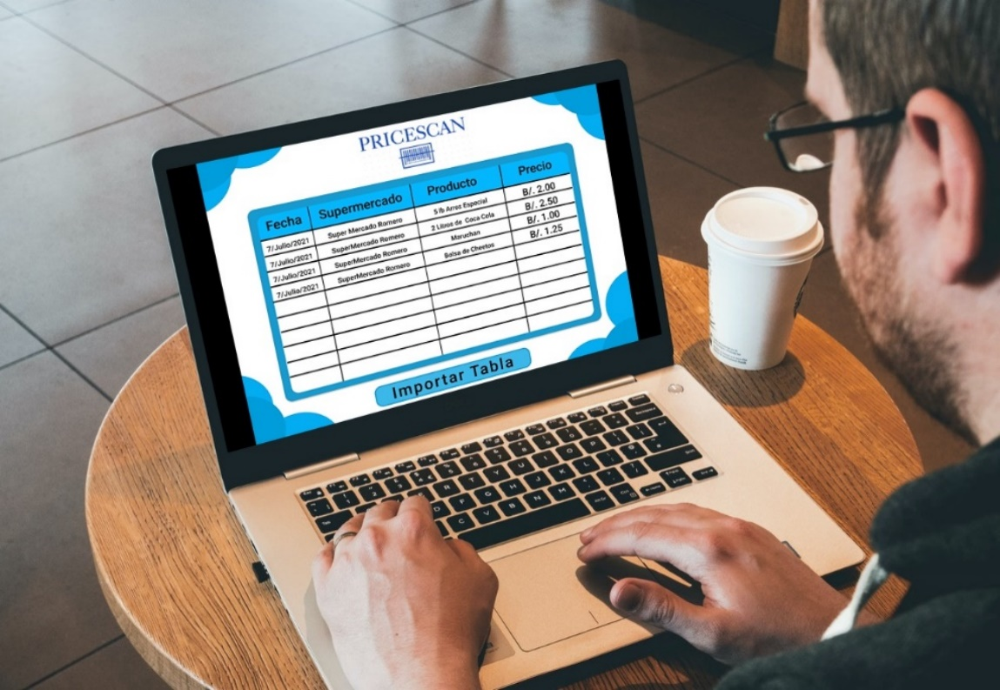 PRICESCAN
Fecha Supermercado Producto Precio
7/Julio/2021 Super Mercado Romero 5 lb Arroz Especial B/. 2.00
7/Julio/2021 SuperMercado Romero 2 Litros de Coca Cola B/. 2.50
7/Julio/2021 SuperMercado Romero Maruchan B/. 1.00
7/Julio/2021 SuperMercado Romero Bolsa de Cheetos B/. 1.25
Importar Tabla